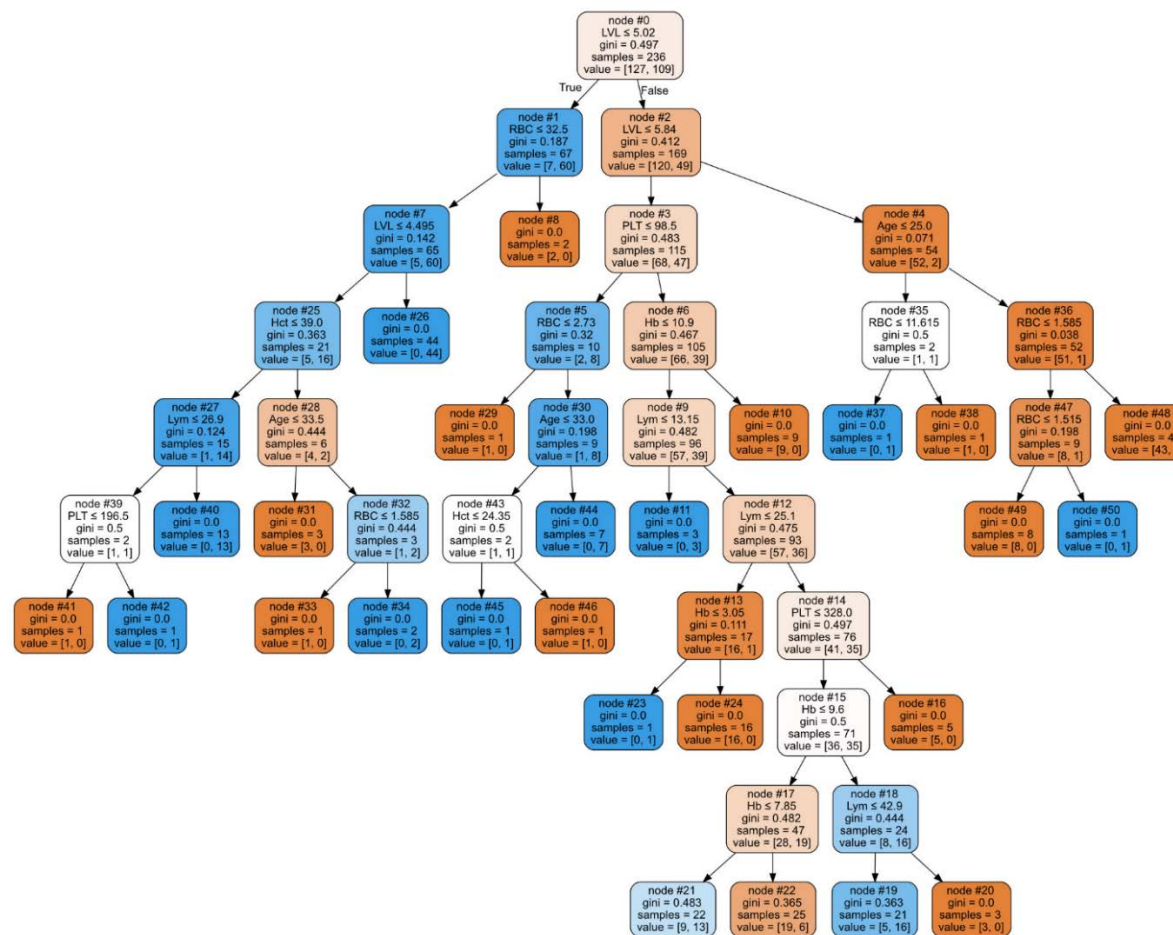 node #0
LVL ≤ 5.02
gini = 0.497
samples = 236
value = [127, 109]
True
False
node #1
RBC ≤ 32.5
gini = 0.187
samples = 67
value = [7, 60]
node #2
LVL ≤ 5.84
gini = 0.412
samples = 169
value = [120, 49]
node #7
LVL ≤ 4.495
gini = 0.142
samples = 65
value = [5, 60]
node #8
gini = 0.0
samples = 2
value = [2, 0]
node #3
PLT ≤ 98.5
gini = 0.483
samples = 115
value = [68, 47]
node #4
Age ≤ 25.0
gini = 0.071
samples = 54
value = [52, 2]
node #25
Hct ≤ 39.0
gini = 0.363
samples = 21
value = [5, 16]
node #26
gini = 0.0
samples = 44
value = [0, 44]
node #5
RBC ≤ 2.73
gini = 0.32
samples = 10
value = [2, 8]
node #6
Hb ≤ 10.9
gini = 0.467
samples = 105
value = [66, 39]
node #35
RBC ≤ 11.615
gini = 0.5
samples = 2
value = [1, 1]
node #36
RBC ≤ 1.585
gini = 0.038
samples = 52
value = [51, 1]
node #27
Lym ≤ 26.9
gini = 0.124
samples = 15
value = [1, 14]
node #28
Age ≤ 33.5
gini = 0.444
samples = 6
value = [4, 2]
node #29
gini = 0.0
samples = 1
value = [1, 0]
node #30
Age ≤ 33.0
gini = 0.198
samples = 9
value = [1, 8]
node #9
Lym ≤ 13.15
gini = 0.482
samples = 96
value = [57, 39]
node #10
gini = 0.0
samples = 9
value = [9, 0]
node #37
gini = 0.0
samples = 1
value = [0, 1]
node #38
gini = 0.0
samples = 1
value = [1, 0]
node #47
RBC ≤ 1.515
gini = 0.198
samples = 9
value = [8, 1]
node #48
gini = 0.0
samples = 4
value = [43,
node #39
PLT ≤ 196.5
gini = 0.5
samples = 2
value = [1, 1]
node #40
gini = 0.0
samples = 13
value = [0, 13]
node #31
gini = 0.0
samples = 3
value = [3, 0]
node #32
RBC ≤ 1.585
gini = 0.444
samples = 3
value = [1, 2]
node #43
Hct ≤ 24.35
gini = 0.5
samples = 2
value = [1, 1]
node #44
gini = 0.0
samples = 7
value = [0, 7]
node #11
gini = 0.0
samples = 3
value = [0, 3]
node #12
Lym ≤ 25.1
gini = 0.475
samples = 93
value = [57, 36]
node #49
gini = 0.0
samples = 8
value = [8, 0]
node #50
gini = 0.0
samples = 1
value = [0, 1]
node #41
gini = 0.0
samples = 1
value = [1, 0]
node #42
gini = 0.0
samples = 1
value = [0, 1]
node #33
gini = 0.0
samples = 1
value = [1, 0]
node #34
gini = 0.0
samples = 2
value = [0, 2]
node #45
gini = 0.0
samples = 1
value = [0, 1]
node #46
gini = 0.0
samples = 1
value = [1, 0]
node #13
Hb ≤ 3.05
gini = 0.111
samples = 17
value = [16, 1]
node #14
PLT ≤ 328.0
gini = 0.497
samples = 76
value = [41, 35]
node #23
gini = 0.0
samples = 1
value = [0, 1]
node #24
gini = 0.0
samples = 16
value = [16, 0]
node #15
Hb ≤ 9.6
gini = 0.5
samples = 71
value = [36, 35]
node #16
gini = 0.0
samples = 5
value = [5, 0]
node #17
Hb ≤ 7.85
gini = 0.482
samples = 47
value = [28, 19]
node #18
Lym ≤ 42.9
gini = 0.444
samples = 24
value = [8, 16]
node #21
gini = 0.483
samples = 22
value = [9, 13]
node #22
gini = 0.365
samples = 25
value = [19, 6]
node #19
gini = 0.363
samples = 21
value = [5, 16]
node #20
gini = 0.0
samples = 3
value = [3, 0]